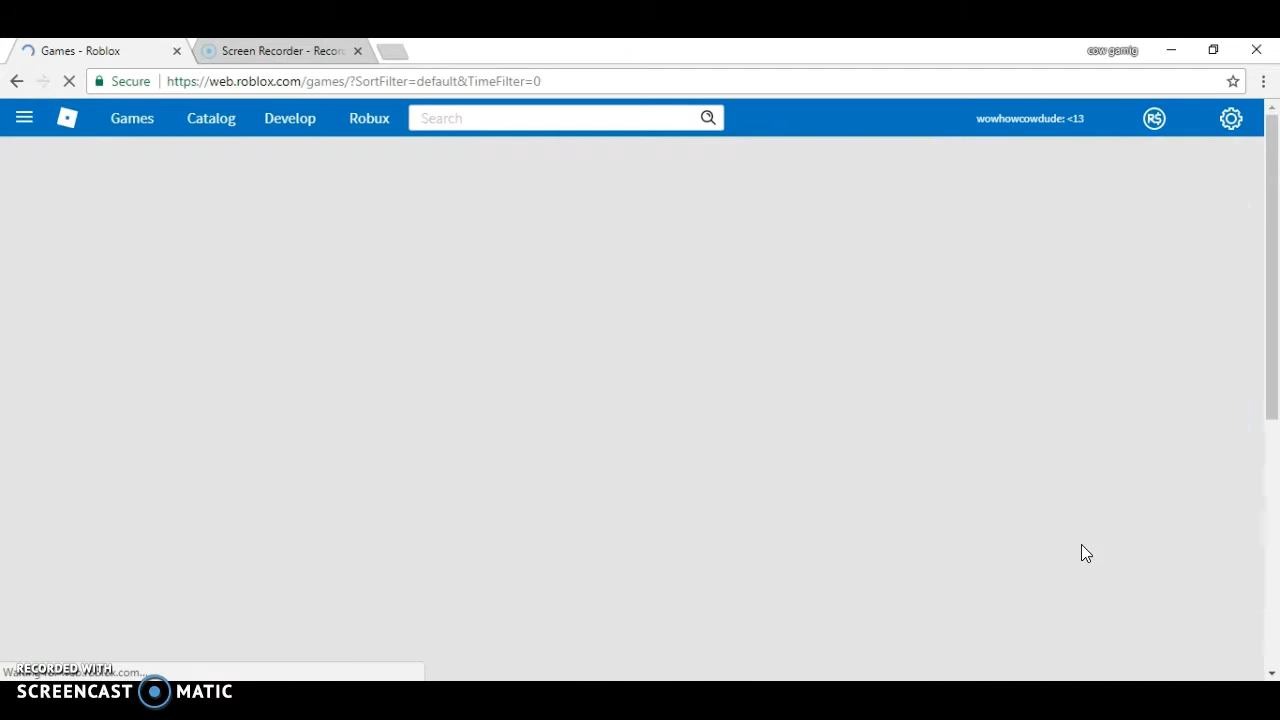 Games - Roblox
Screen Recorder - Recor
cow gamig
Secure
https://web.roblox.com/games/?SortFilter=default&TimeFilter=0
Games
Catalog
Develop
Robux
Search
wowhowcowdude: <13
R$
RECORDED WITH
SCREENCAST MATIC